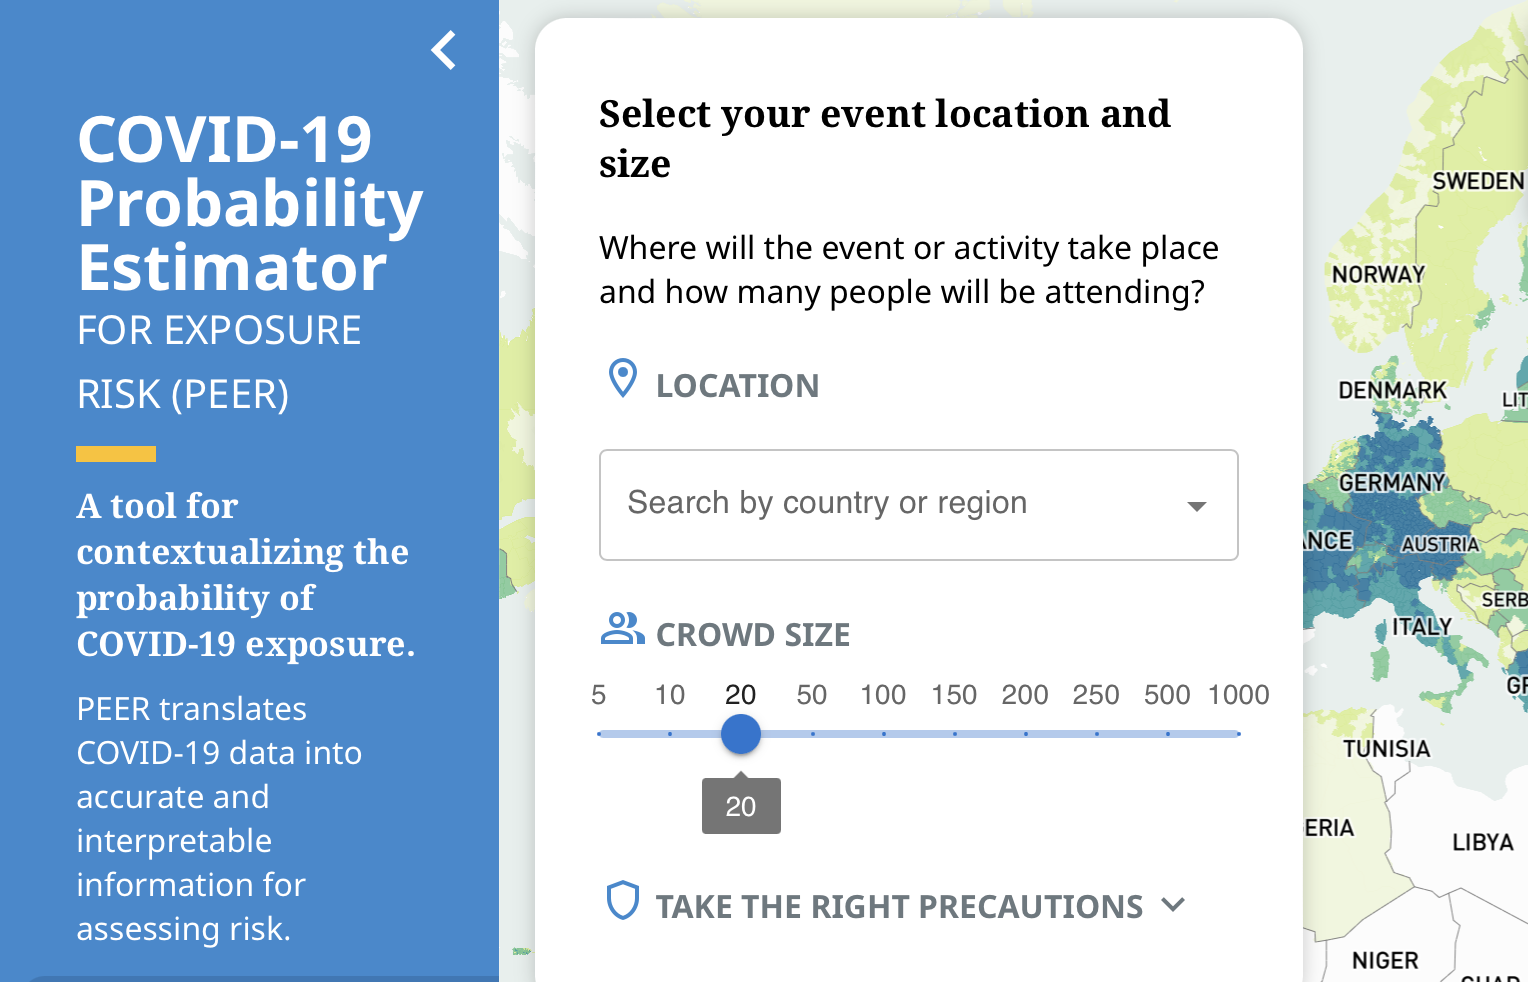 COVID-19
Probability
Estimator
FOR EXPOSURE
RISK (PEER)
A tool for
contextualizing the
probability of
COVID-19 exposure.
PEER translates
COVID-19 data into
accurate and
interpretable
information for
assessing risk.
Select your event location and
size
Where will the event or activity take place
and how many people will be attending?
LOCATION
Search by country or region
CROWD SIZE
5 10 20 50 100 150 200 250 500 1000
20
TAKE THE RIGHT PRECAUTIONS
SWEDEN
NORWAY
DENMARK
LIT
GERMANY
ANCE
AUSTRIA
SERB
ITALY
GR
TUNISIA
ERIA
LIBYA
NIGER